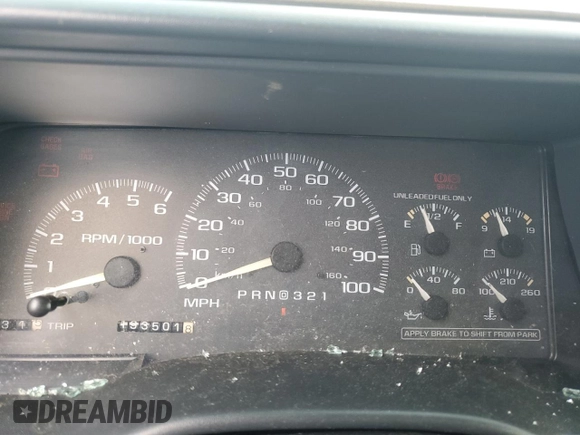 50
40 60
30 70
20 80
10 90
0 100
80
60 100
40 120
20 140
km/h 160
MPH
PRN D 321
1 2 3 4 5 6
RPM/1000
TRIP
93501
UNLEADED FUEL ONLY
E 1/2 F
9 14 19
0 40 80
100 210 260
APPLY BRAKE TO SHIFT FROM PARK
DREAMBID